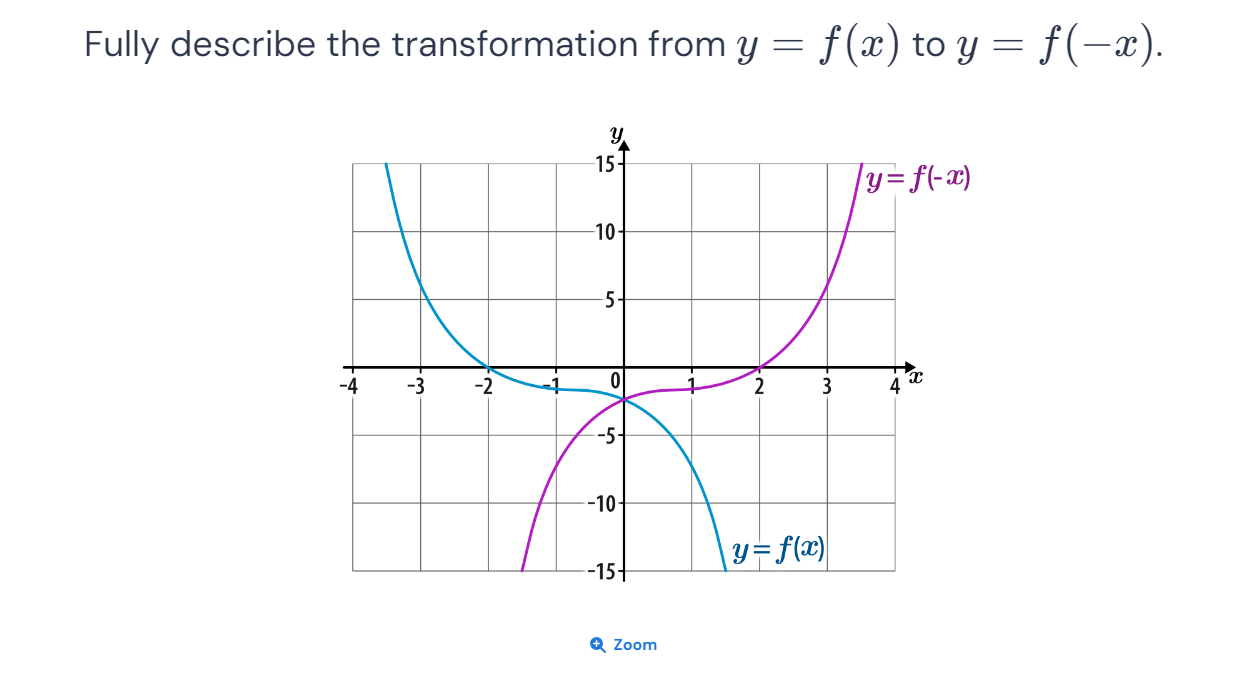 Fully describe the transformation from y = f(x) to y = f(−x).
y
15
y = f(-x)
10
5
-4 -3 -2 -1 0 1 2 3 4 x
-5
-10
y = f(x)
-15
Zoom